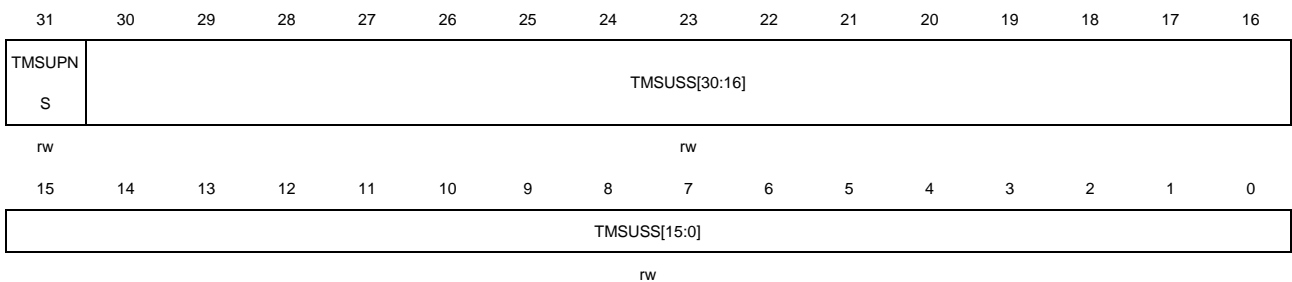 31 30 29 28 27 26 25 24 23 22 21 20 19 18 17 16
TMSUPN
S
TMSUSS[30:16]
rw rw
15 14 13 12 11 10 9 8 7 6 5 4 3 2 1 0
TMSUSS[15:0]
rw